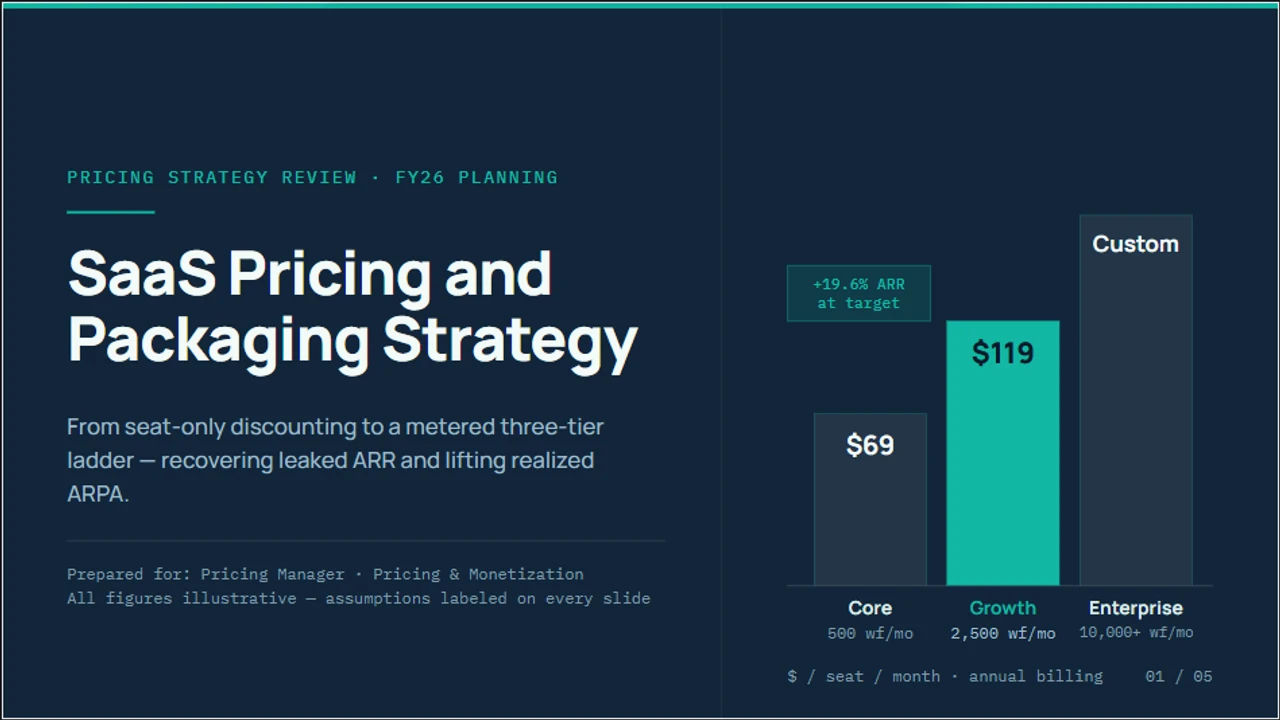 PRICING STRATEGY REVIEW · FY26 PLANNING
SaaS Pricing and
Packaging Strategy
From seat-only discounting to a metered three-tier
ladder — recovering leaked ARR and lifting realized
ARPA.
Prepared for: Pricing Manager · Pricing & Monetization
All figures illustrative — assumptions labeled on every slide
+19.6% ARR
at target
$69
$119
Custom
Core
Growth
Enterprise
500 wf/mo
2,500 wf/mo
10,000+ wf/mo
$ / seat / month · annual billing
01 / 05